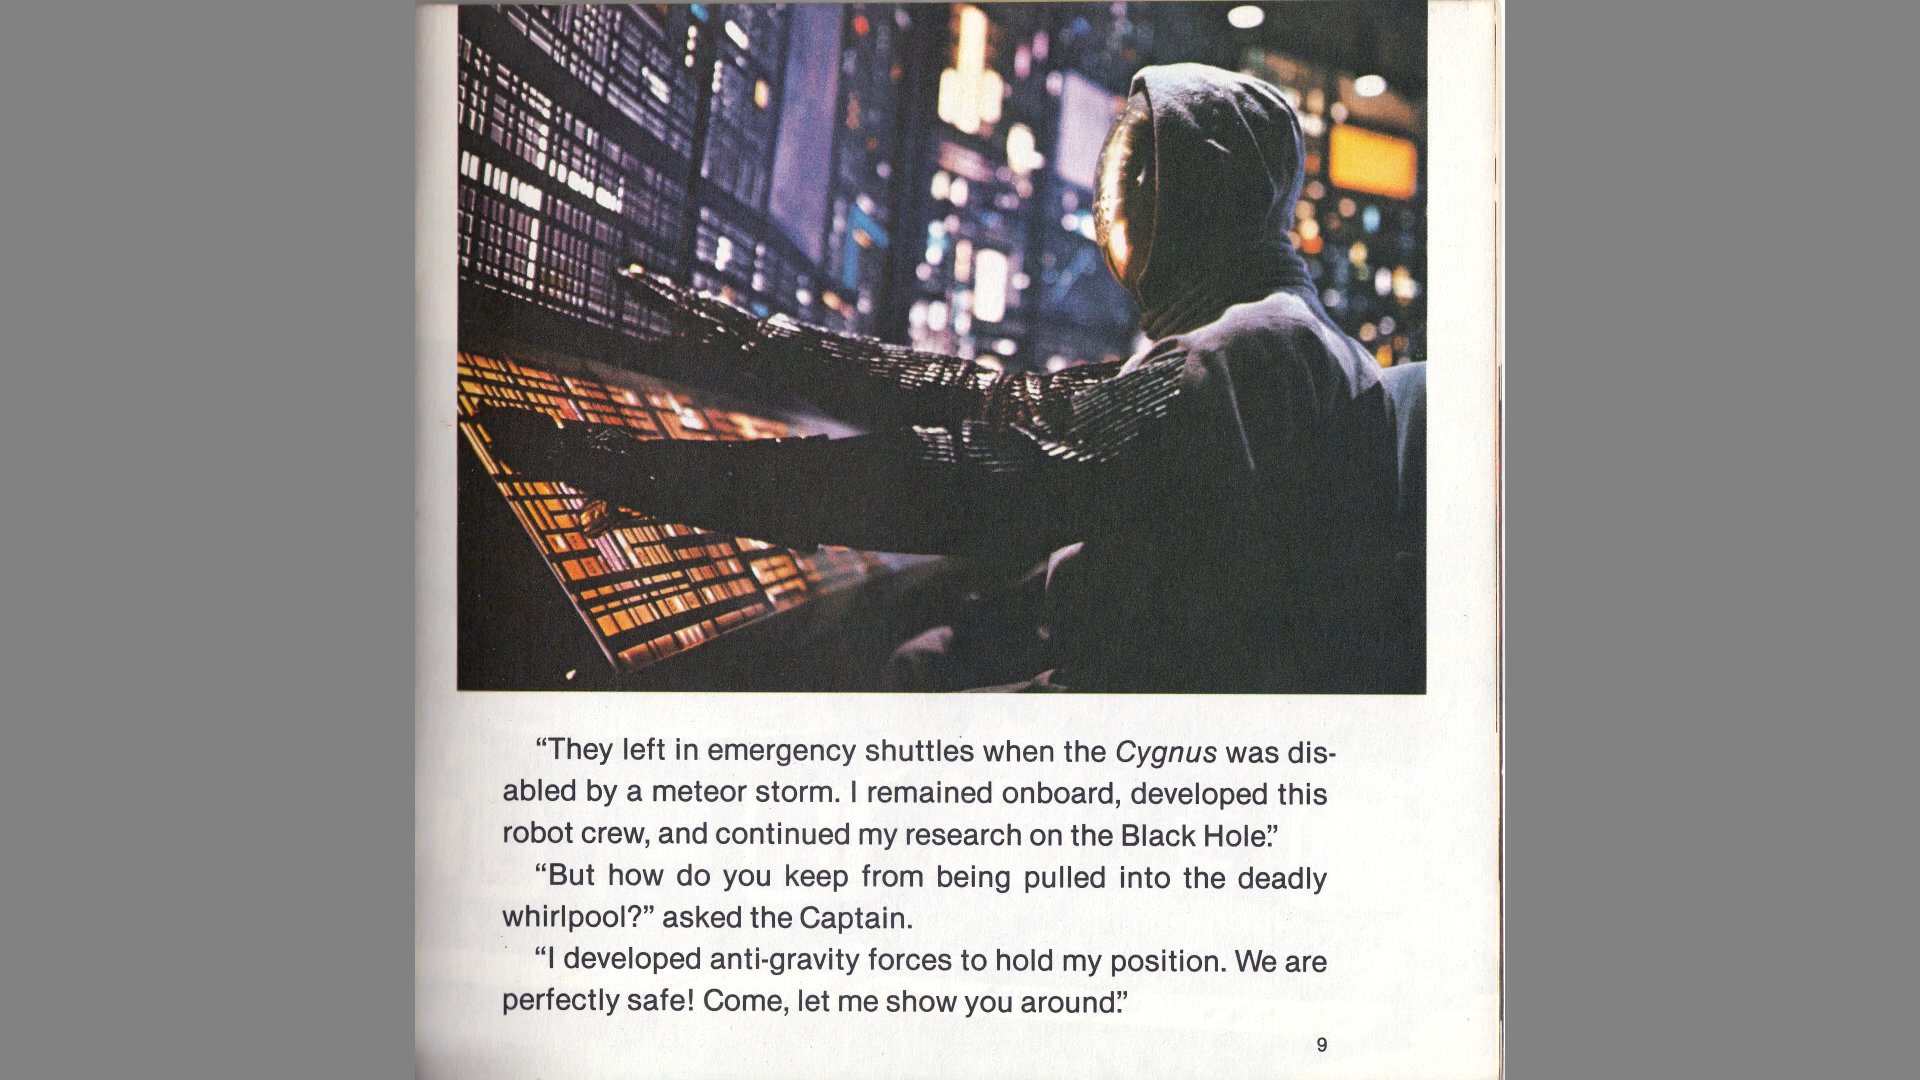 “They left in emergency shuttles when the Cygnus was dis-
abled by a meteor storm. I remained onboard, developed this
robot crew, and continued my research on the Black Hole.”
“But how do you keep from being pulled into the deadly
whirlpool?” asked the Captain.
“I developed anti-gravity forces to hold my position. We are
perfectly safe! Come, let me show you around.”
9